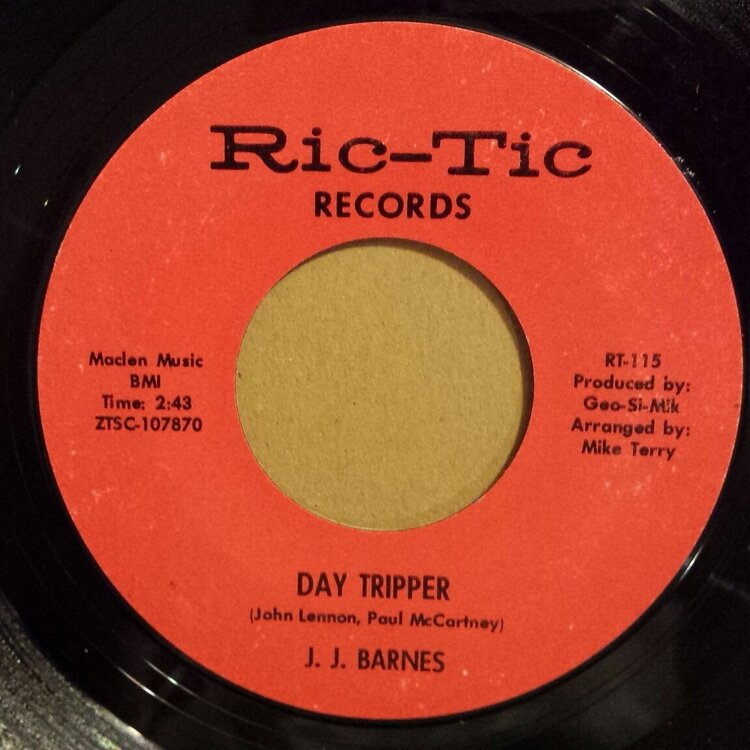 Ric-Tic
RECORDS
Maclen Music
BMI
Time: 2:43
ZTSC-107870
RT-115
Produced by:
Geo-Si-Mik
Arranged by:
Mike Terry
DAY TRIPPER
(John Lennon, Paul McCartney)
J. J. BARNES